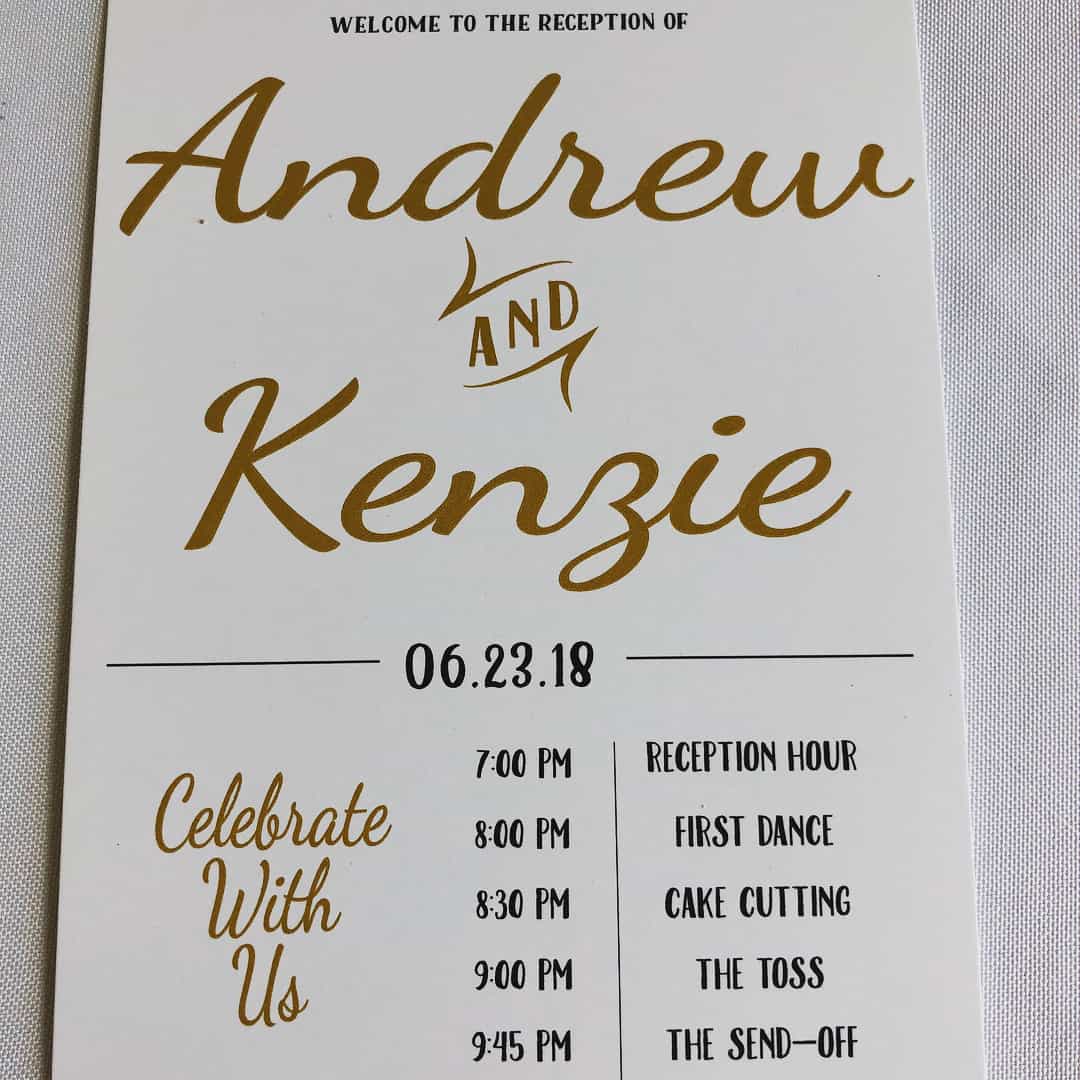 WELCOME TO THE RECEPTION OF
Andrew
AND
Kenzie
06.23.18
Celebrate
With
Us
7:00 PM RECEPTION HOUR
8:00 PM FIRST DANCE
8:30 PM CAKE CUTTING
9:00 PM THE TOSS
9:45 PM THE SEND—OFF